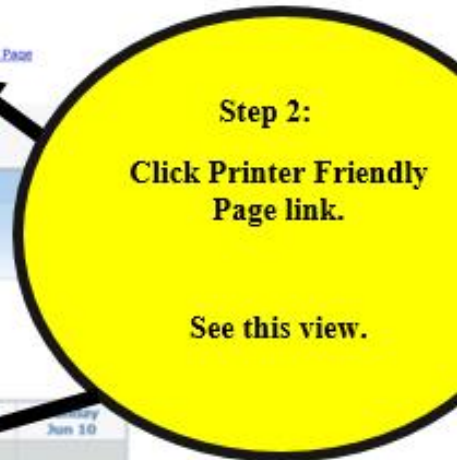 Page
Step 2:
Click Printer Friendly
Page link.
See this view.
Jun 10